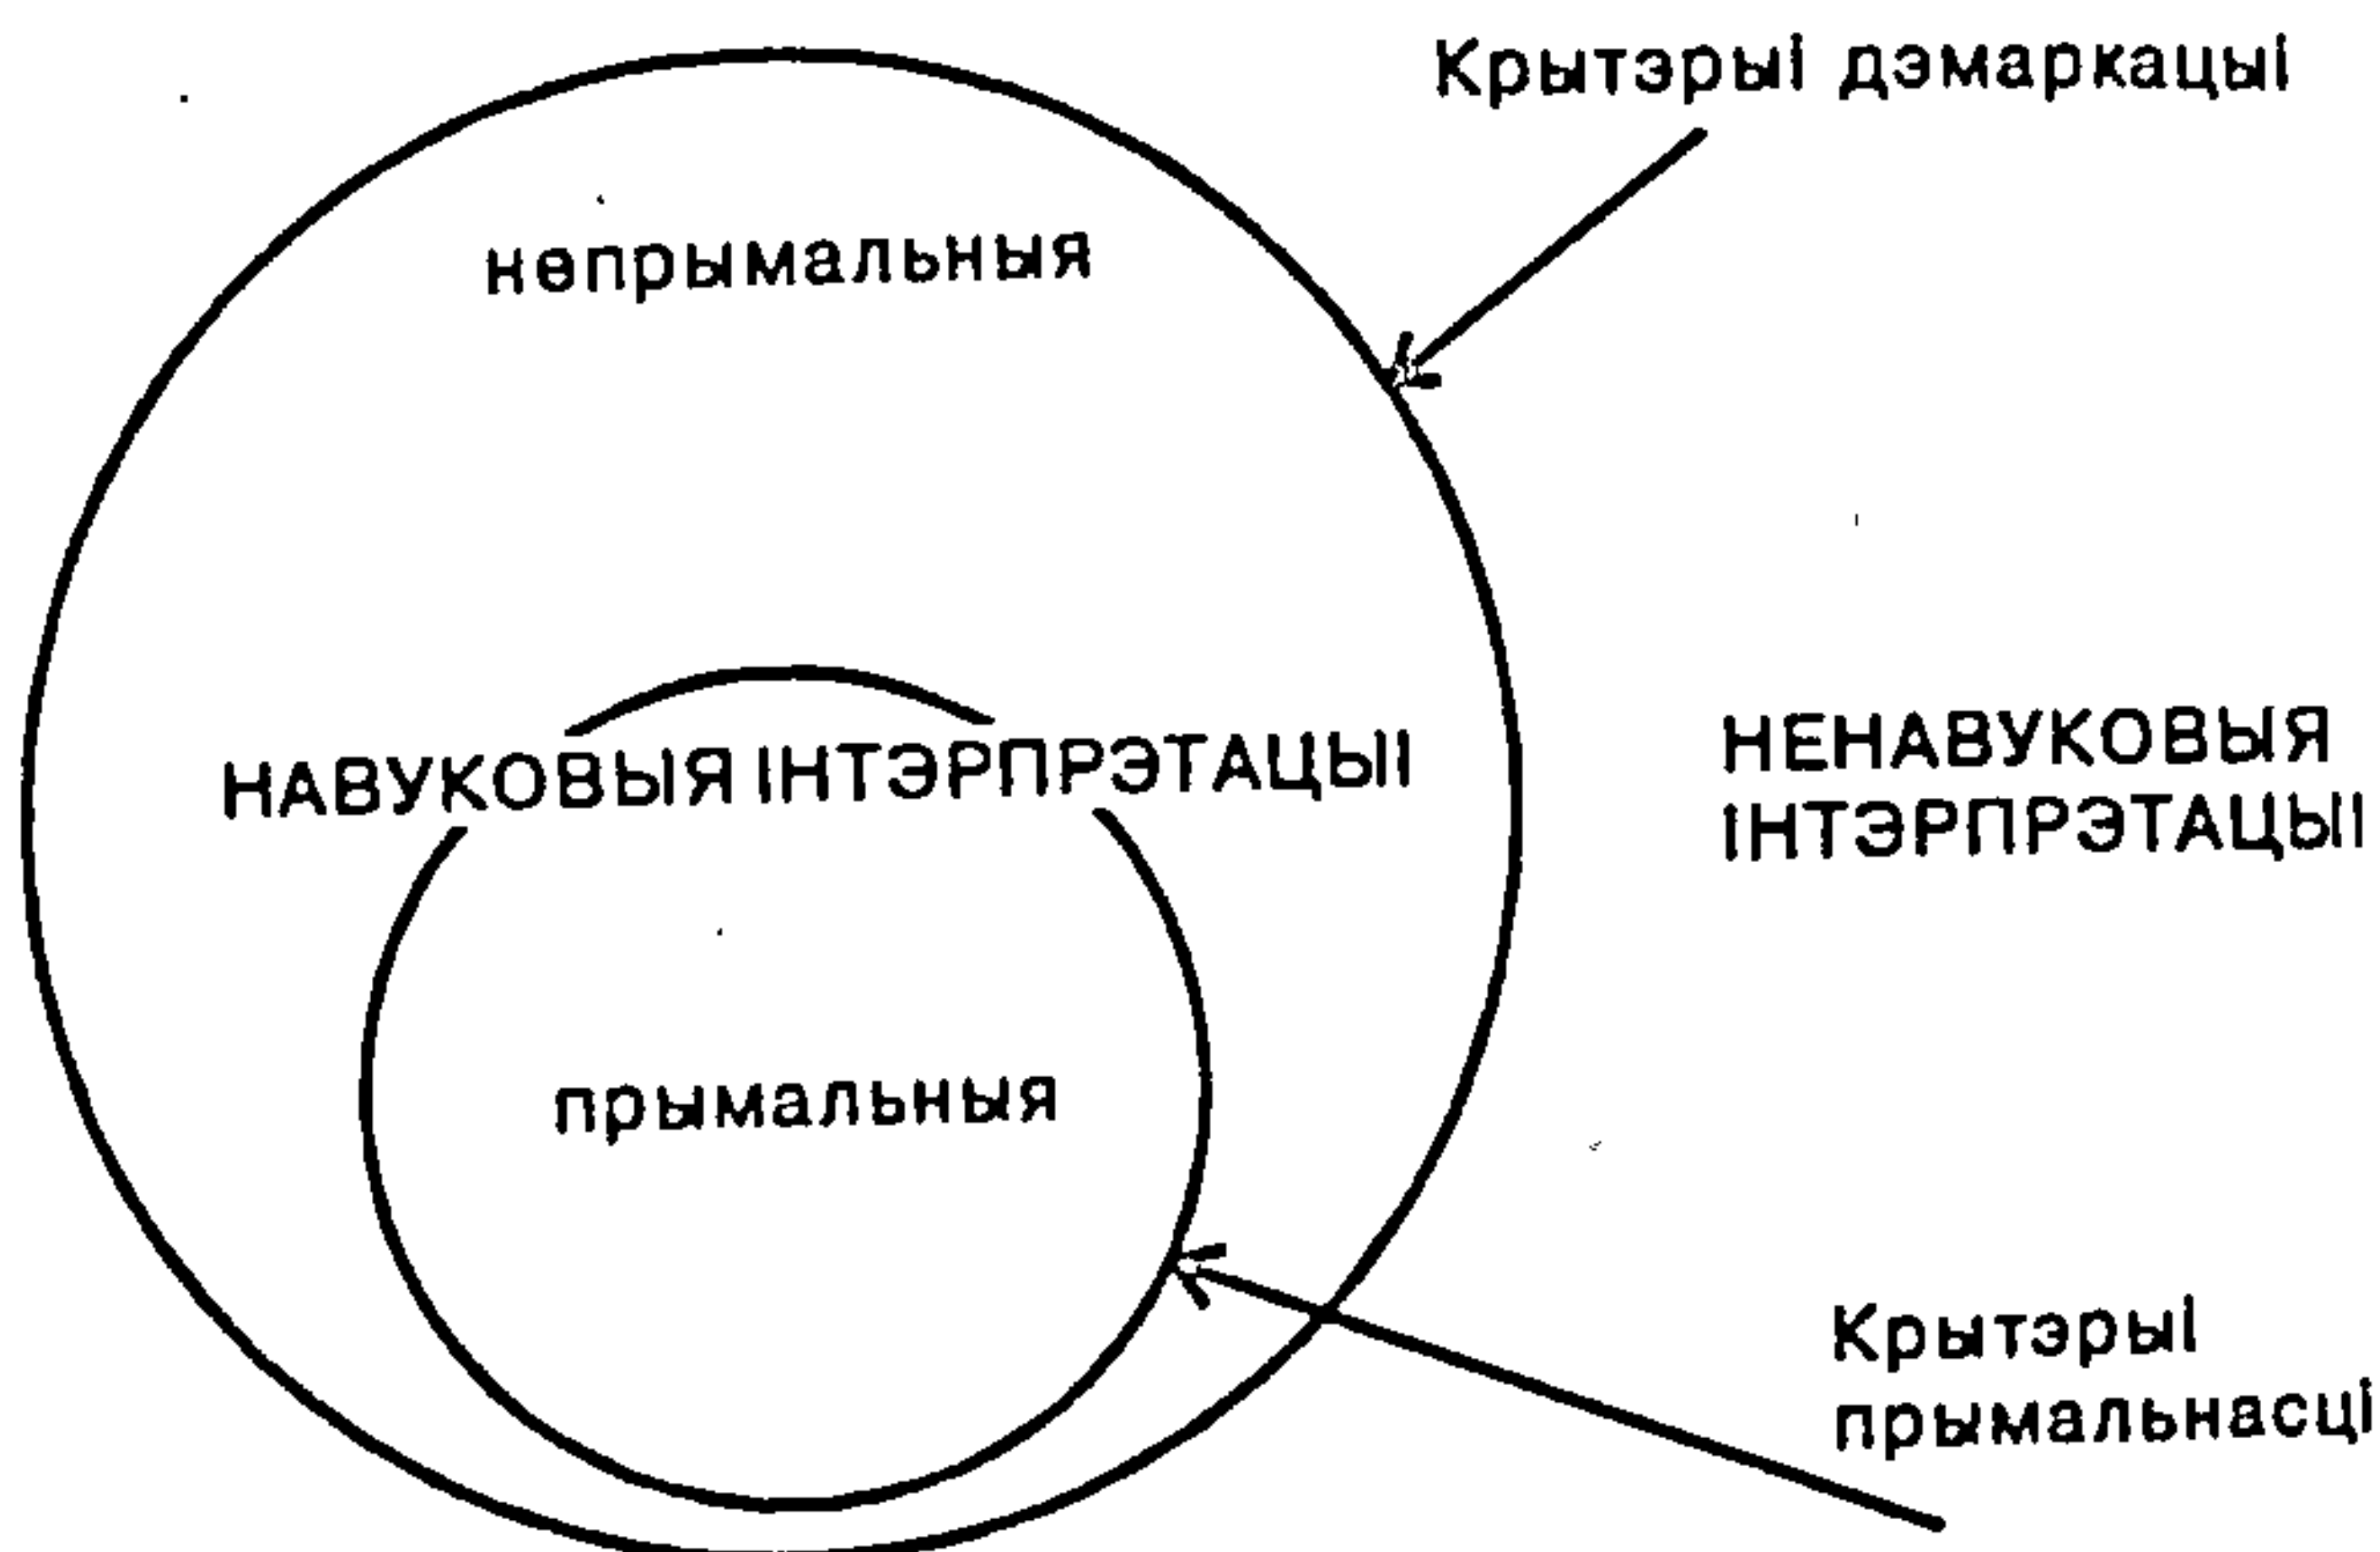 Крытэрыі дэмаркацыі
непрымальныя
НАВУКОВЫЯ ІНТЭРПРЭТАЦЫІ
НЕНАВУКОВЫЯ
ІНТЭРПРЭТАЦЫІ
прымальныя
Крытэрыі
прымальнасці